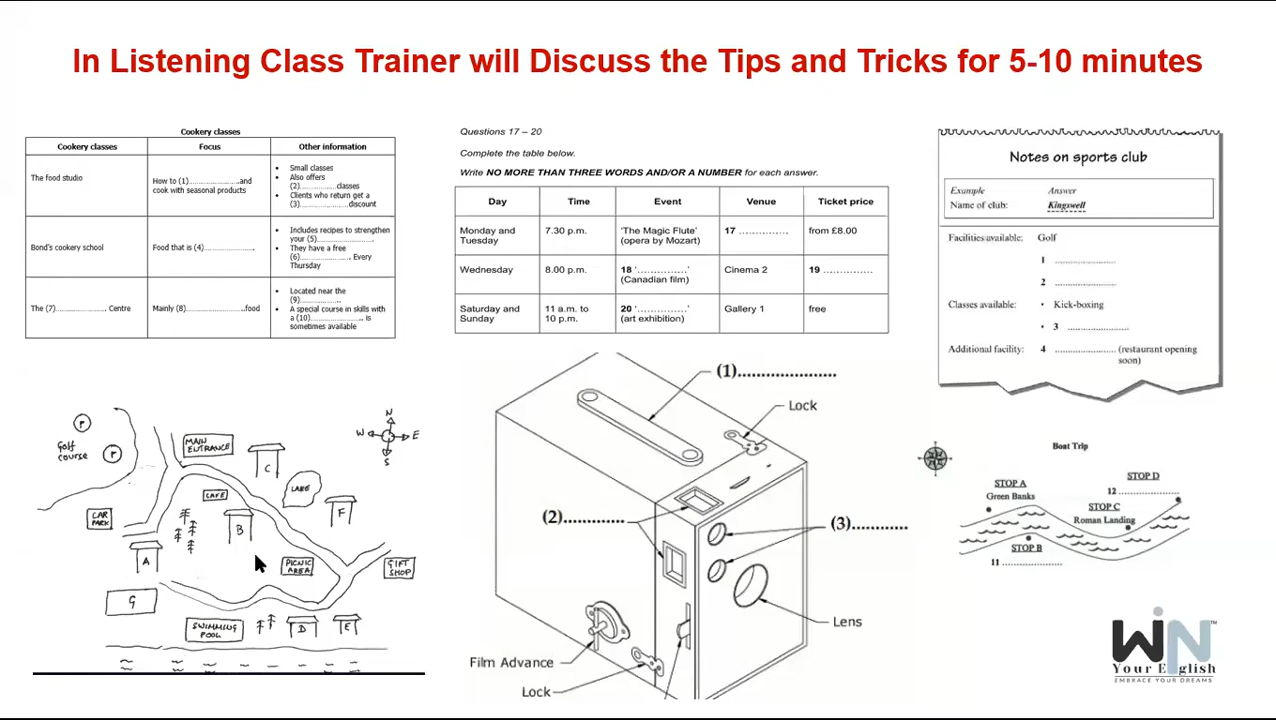 In Listening Class Trainer will Discuss the Tips and Tricks for 5-10 minutes
Cookery classes
Cookery classes
Focus
Other information
The food studio
How to (1)....................and
cook with seasonal products
• Small classes
• Also offers
(2)...............classes
• Clients who return get a
(3)...................discount
Bond's cookery school
Food that is (4)....................
• Includes recipes to strengthen
your (5)......................
• They have a free
(6)..................... Every
Thursday
The (7)..................... Centre
Mainly (8)......................food
• Located near the
(9).....................
• A special course in skills with
a (10)..................... is
sometimes available
Questions 17 – 20
Complete the table below.
Write NO MORE THAN THREE WORDS AND/OR A NUMBER for each answer.
Day
Time
Event
Venue
Ticket price
Monday and
Tuesday
7.30 p.m.
'The Magic Flute'
(opera by Mozart)
17 ...............
from £8.00
Wednesday
8.00 p.m.
18 '...............'
(Canadian film)
Cinema 2
19 ...............
Saturday and
Sunday
11 a.m. to
10 p.m.
20 '...............'
(art exhibition)
Gallery 1
free
Notes on sports club
Example
Answer
Name of club:
Kingswell
Facilities available:
Golf
1 ....................
2 ....................
Classes available:
• Kick-boxing
• 3 ....................
Additional facility:
4 .................... (restaurant opening
soon)
GOLF
COURSE
P
P
MAIN
ENTRANCE
C
N
W
E
S
CAFE
LAKE
CAR
PARK
B
F
A
PICNIC
AREA
GIFT
SHOP
G
SWIMMING
POOL
D
E
(1)....................
Lock
(2).............
(3)............
Lens
Film Advance
Lock
Boat Trip
STOP A
Green Banks
STOP D
12 ....................
STOP C
Roman Landing
STOP B
11 ....................
WIN™
Your English
EMBRACE YOUR DREAMS